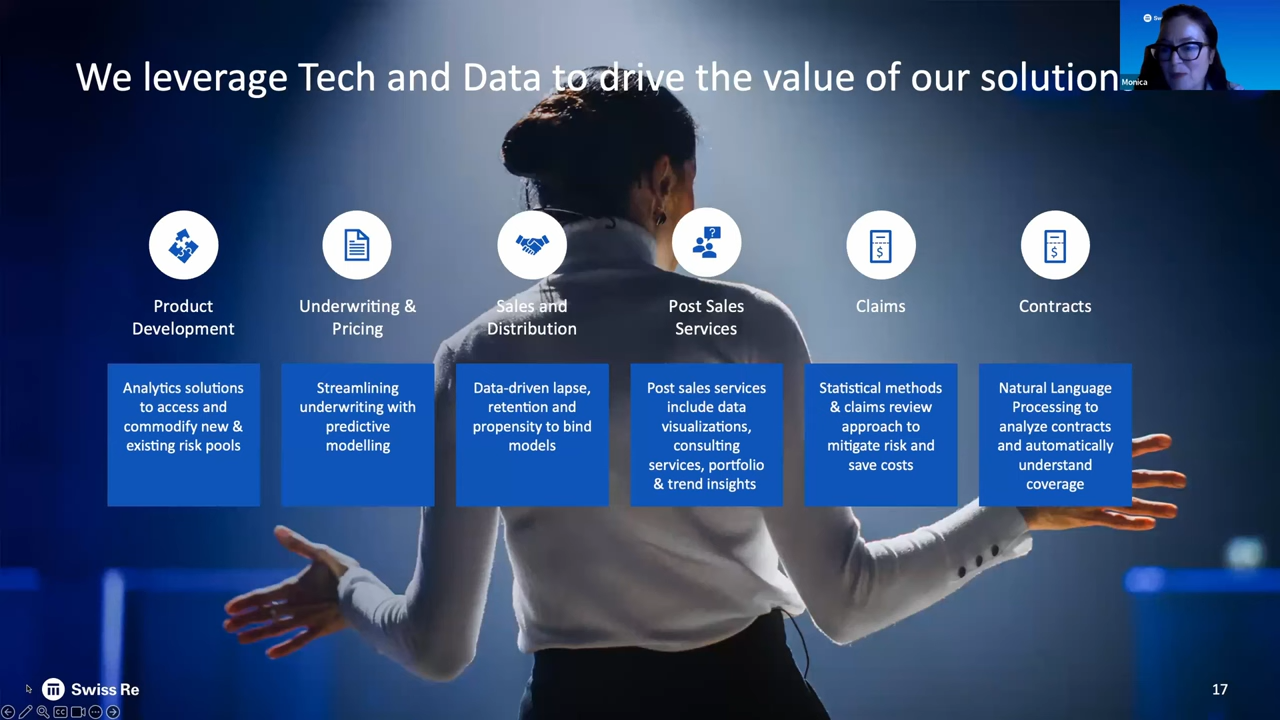 We leverage Tech and Data to drive the value of our solution
Monica
Product
Development
Underwriting &
Pricing
Sales and
Distribution
Post Sales
Services
Claims
Contracts
Analytics solutions
to access and
commodify new &
existing risk pools
Streamlining
underwriting with
predictive
modelling
Data-driven lapse,
retention and
propensity to bind
models
Post sales services
include data
visualizations,
consulting
services, portfolio
& trend insights
Statistical methods
& claims review
approach to
mitigate risk and
save costs
Natural Language
Processing to
analyze contracts
and automatically
understand
coverage
?
$
$
Swiss Re
17
CC